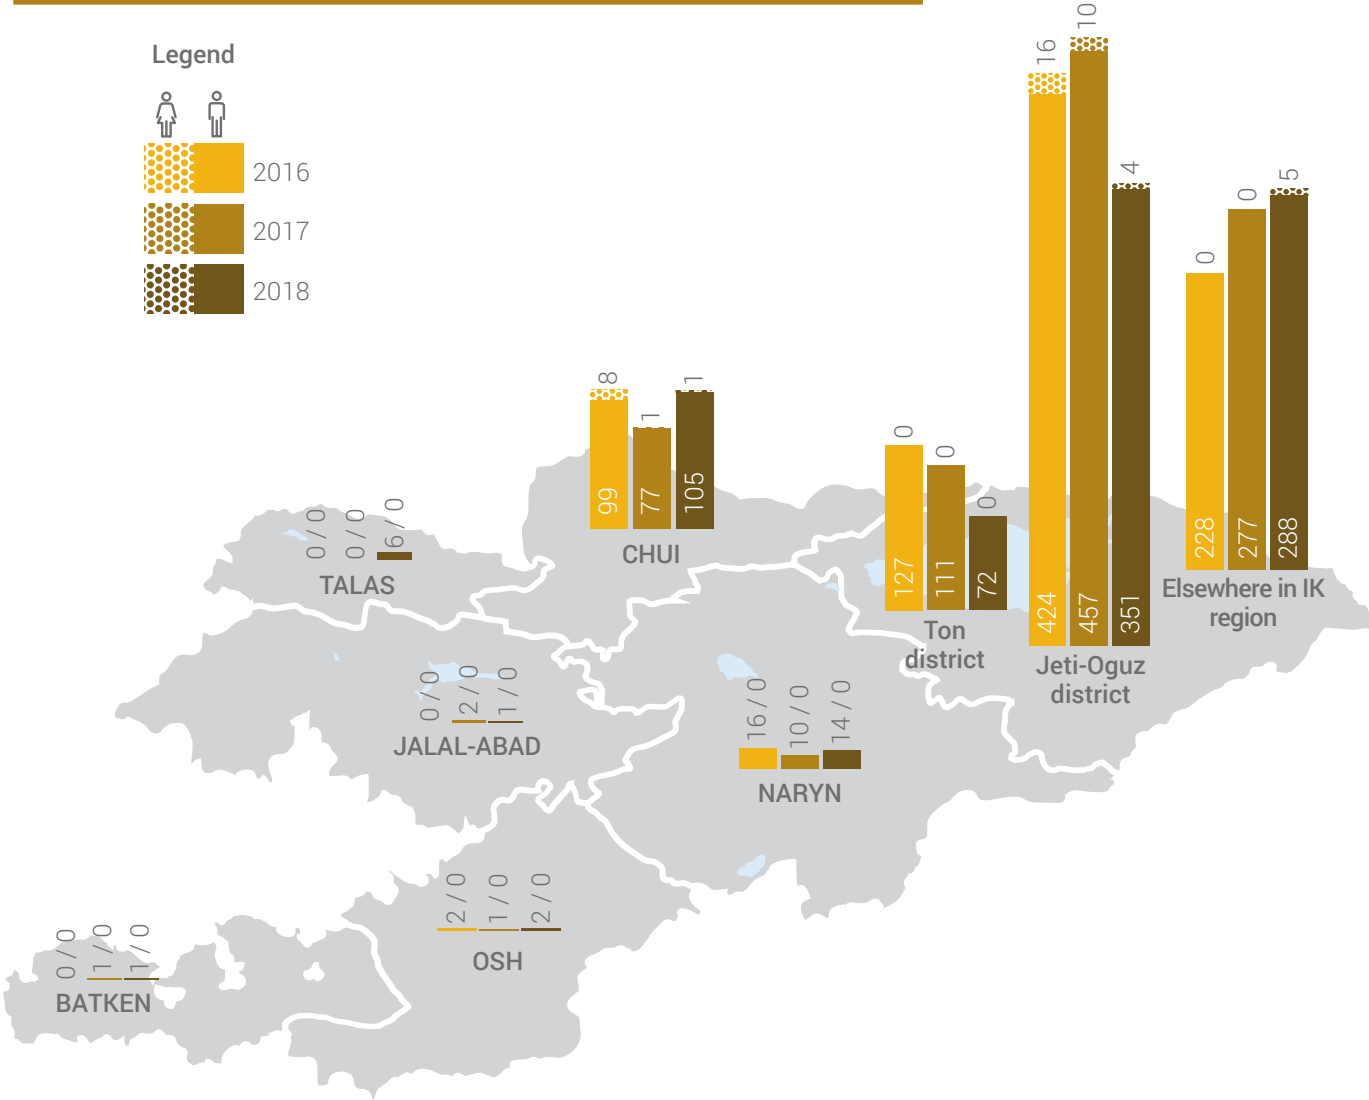 Legend
2016
2017
2018
16
10
4
0
0
5
424
457
351
228
277
288
Elsewhere in IK
region
Jeti-Oguz
district
8
1
1
99
77
105
CHUI
0
0
0
127
111
72
Ton
district
0 / 0
0 / 0
6 / 0
TALAS
0 / 0
2 / 0
1 / 0
JALAL-ABAD
16 / 0
10 / 0
14 / 0
NARYN
2 / 0
1 / 0
2 / 0
OSH
0 / 0
1 / 0
1 / 0
BATKEN